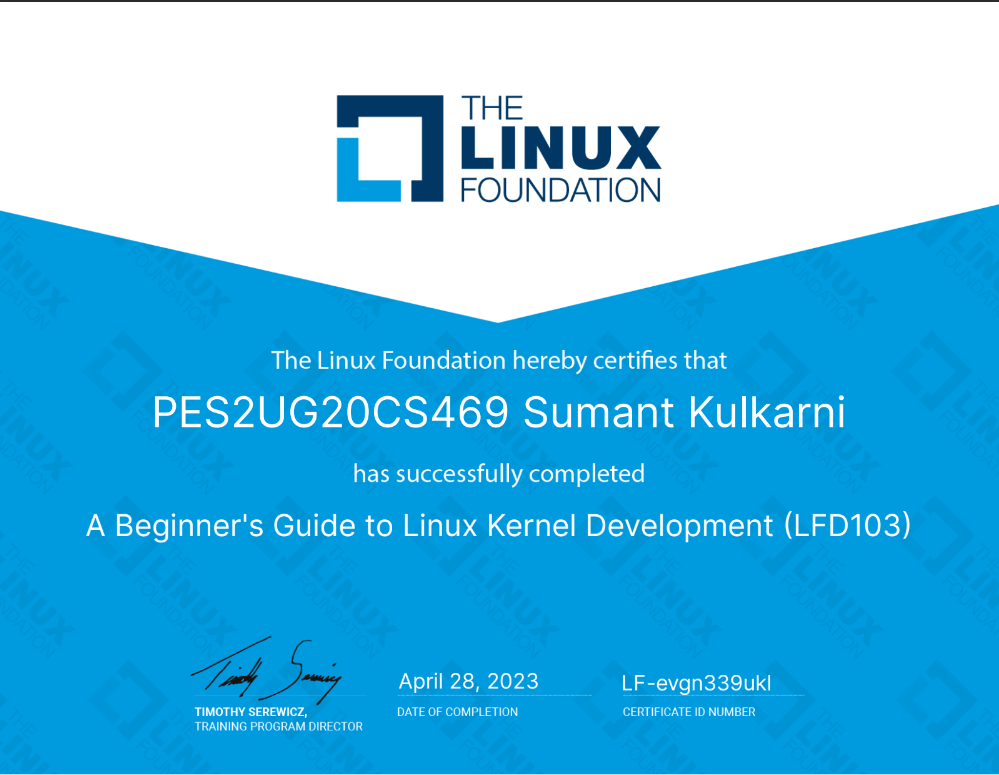 THE
LINUX
FOUNDATION
The Linux Foundation hereby certifies that
PES2UG20CS469 Sumant Kulkarni
has successfully completed
A Beginner's Guide to Linux Kernel Development (LFD103)
Timothy Serewicz
April 28, 2023
LF-evgn339ukl
TIMOTHY SEREWICZ,
TRAINING PROGRAM DIRECTOR
DATE OF COMPLETION
CERTIFICATE ID NUMBER